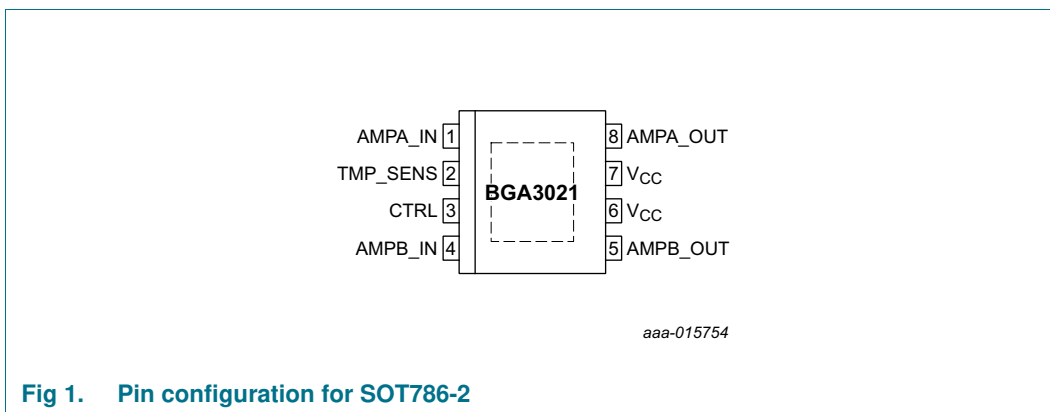 AMPA_IN 1 8 AMPA_OUT
TMP_SENS 2 7 VCC
BGA3021
CTRL 3 6 VCC
AMPB_IN 4 5 AMPB_OUT
aaa-015754
Fig 1. Pin configuration for SOT786-2